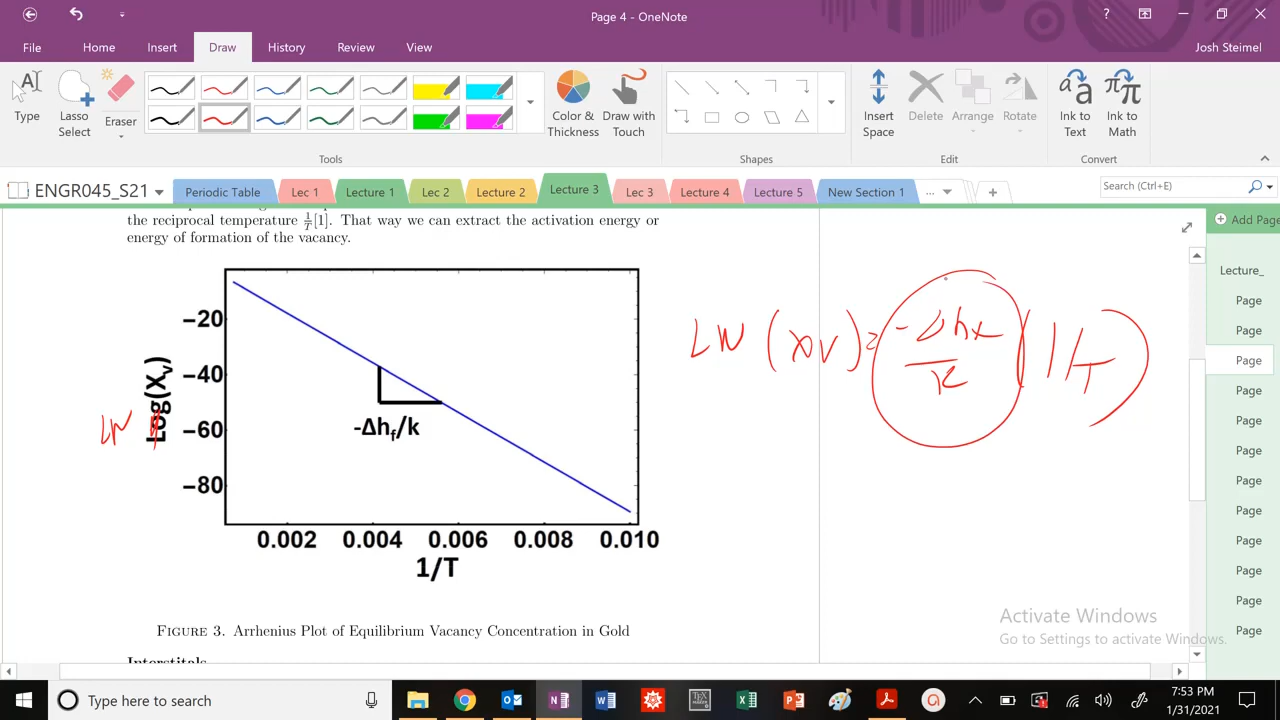 Page 4 - OneNote
? Josh Steimel
File Home Insert Draw History Review View
Type Lasso Select Eraser Color & Thickness Draw with Touch Insert Space Delete Arrange Rotate Ink to Text Ink to Math
Tools Shapes Edit Convert
ENGR045_S21 Periodic Table Lec 1 Lecture 1 Lec 2 Lecture 2 Lecture 3 Lec 3 Lecture 4 Lecture 5 New Section 1 ... + Search (Ctrl+E)
the reciprocal temperature 1/T [1]. That way we can extract the activation energy or
energy of formation of the vacancy.
Add Page
Lecture_
Page
Page
Page
Page
Page
Page
Page
Page
Page
Page
Page
Page
−20
−40
−60
−80
Log(Xv)
LN
-Δhf/k
0.002 0.004 0.006 0.008 0.010
1/T
LN (XV) = -Δhf/K (1/T)
FIGURE 3. Arrhenius Plot of Equilibrium Vacancy Concentration in Gold
Interstitals
Activate Windows
Go to Settings to activate Windows.
Type here to search
7:53 PM
1/31/2021